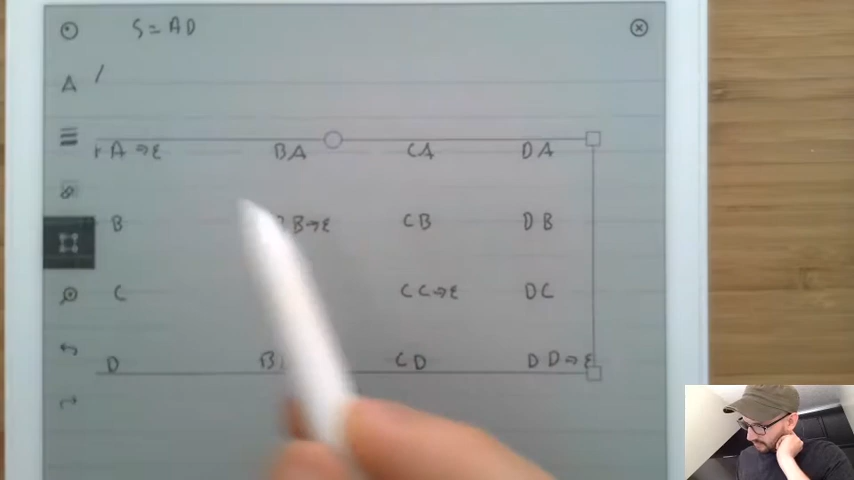 S = AD
A → ε BA CA DA
B B → ε CB DB
C CC → ε DC
D CD DD → ε